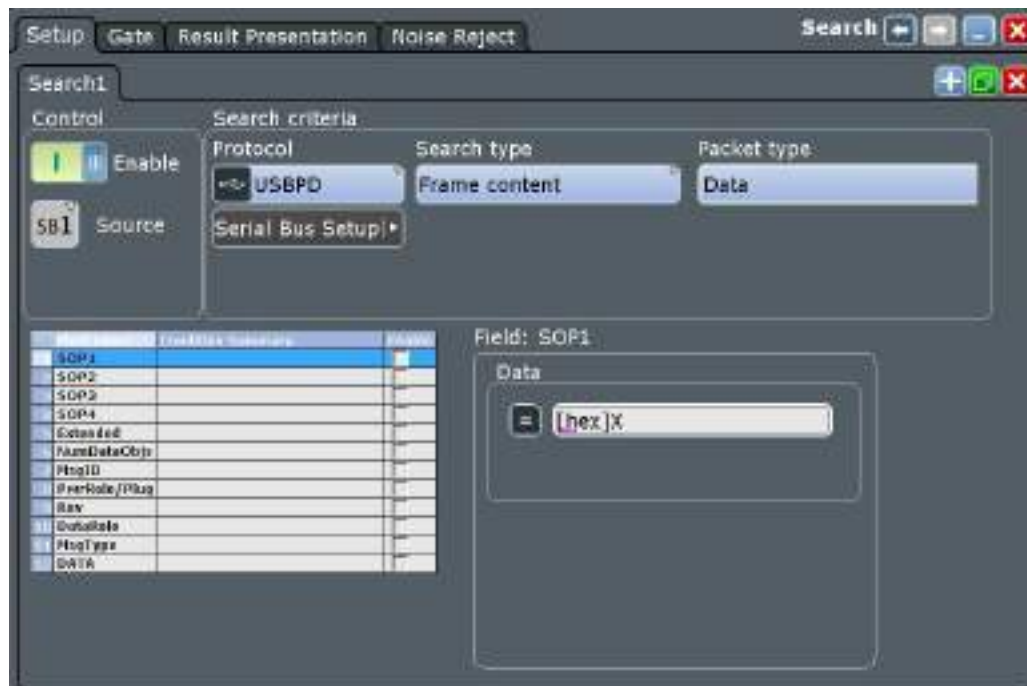 Setup Gate Result Presentation Noise Reject Search
Search1
Control Search criteria
Enable
Protocol Search type Packet type
USBPD Frame content Data
SB1 Source
Serial Bus Setup
Field: SOP1
SOP1
SOP2
SOP3
SOP4
Extended
NumDataObjs
MsgID
PwrRole/Plug
Rev
DataRole
MsgType
DATA
Data
= [hex]X